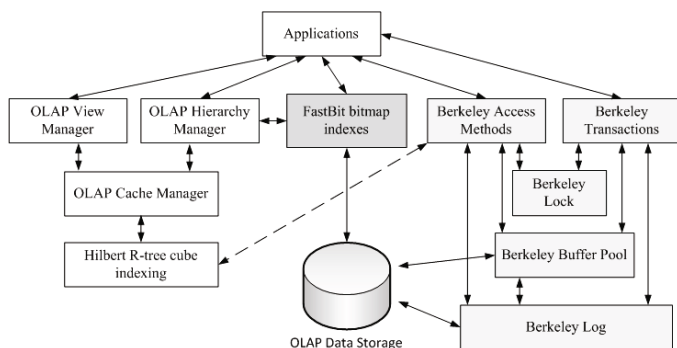 Applications
OLAP View
Manager
OLAP Hierarchy
Manager
FastBit bitmap
indexes
Berkeley Access
Methods
Berkeley
Transactions
OLAP Cache Manager
Berkeley
Lock
Hilbert R-tree cube
indexing
Berkeley Buffer Pool
Berkeley Log
OLAP Data Storage